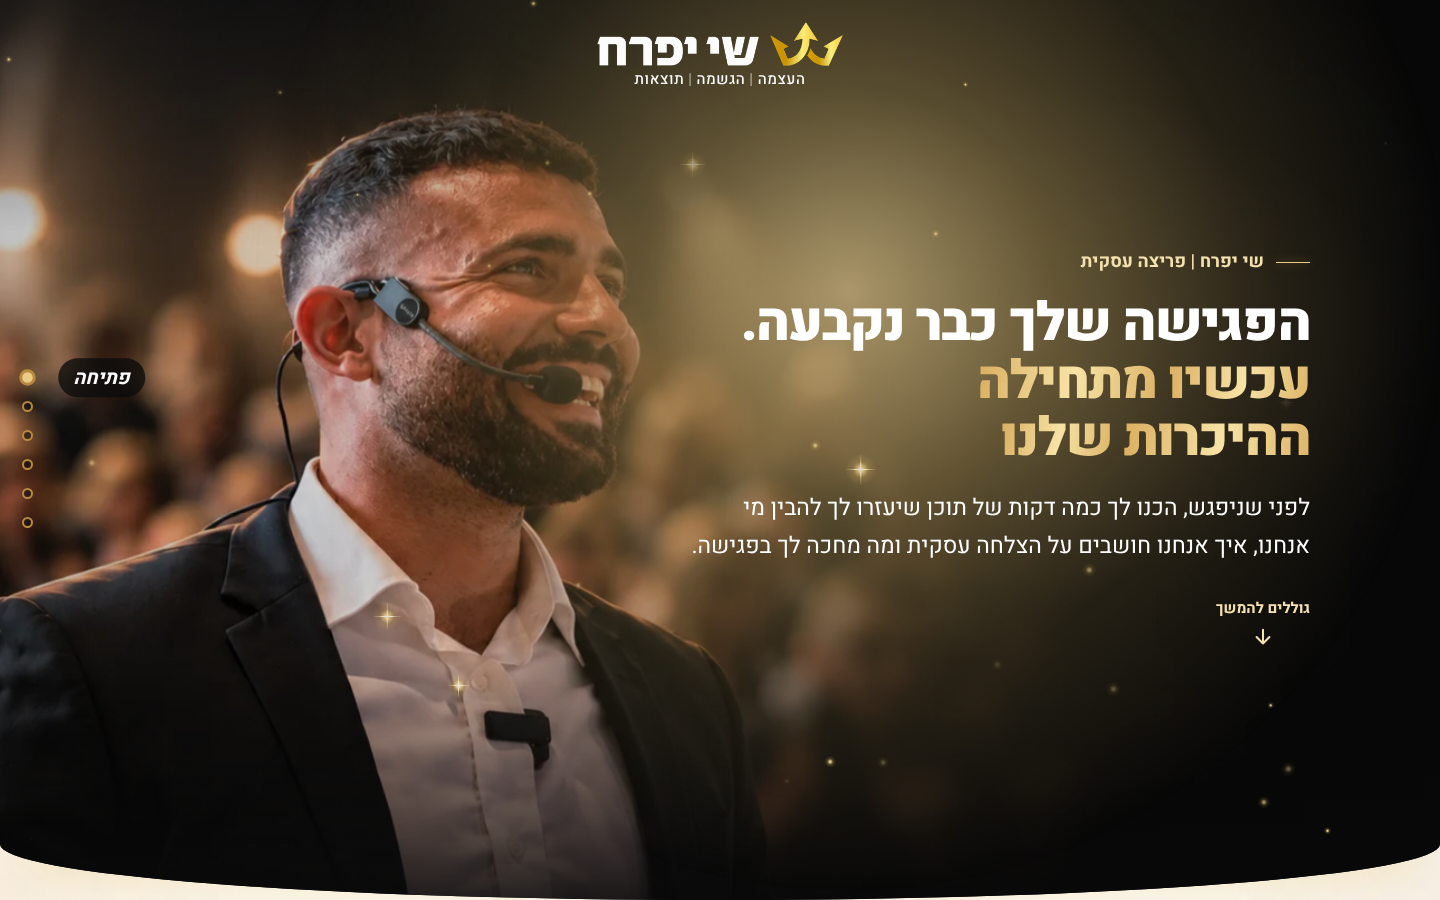 שי יפרח
העצמה | הגשמה | תוצאות
שי יפרח | פריצה עסקית
הפגישה שלך כבר נקבעה.
עכשיו מתחילה
ההיכרות שלנו
לפני שניפגש, הכנו לך כמה דקות של תוכן שיעזרו לך להבין מי
אנחנו, איך אנחנו חושבים על הצלחה עסקית ומה מחכה לך בפגישה.
גוללים להמשך
פתיחה